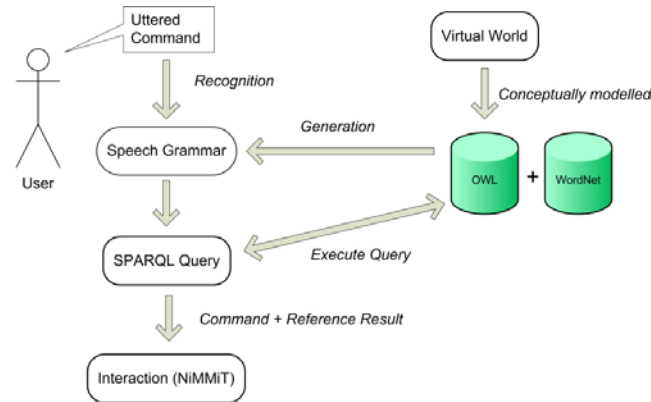 Uttered
Command
Virtual World
Recognition
Conceptually modelled
Generation
Speech Grammar
User
OWL
+
WordNet
Execute Query
SPARQL Query
Command + Reference Result
Interaction (NiMMiT)